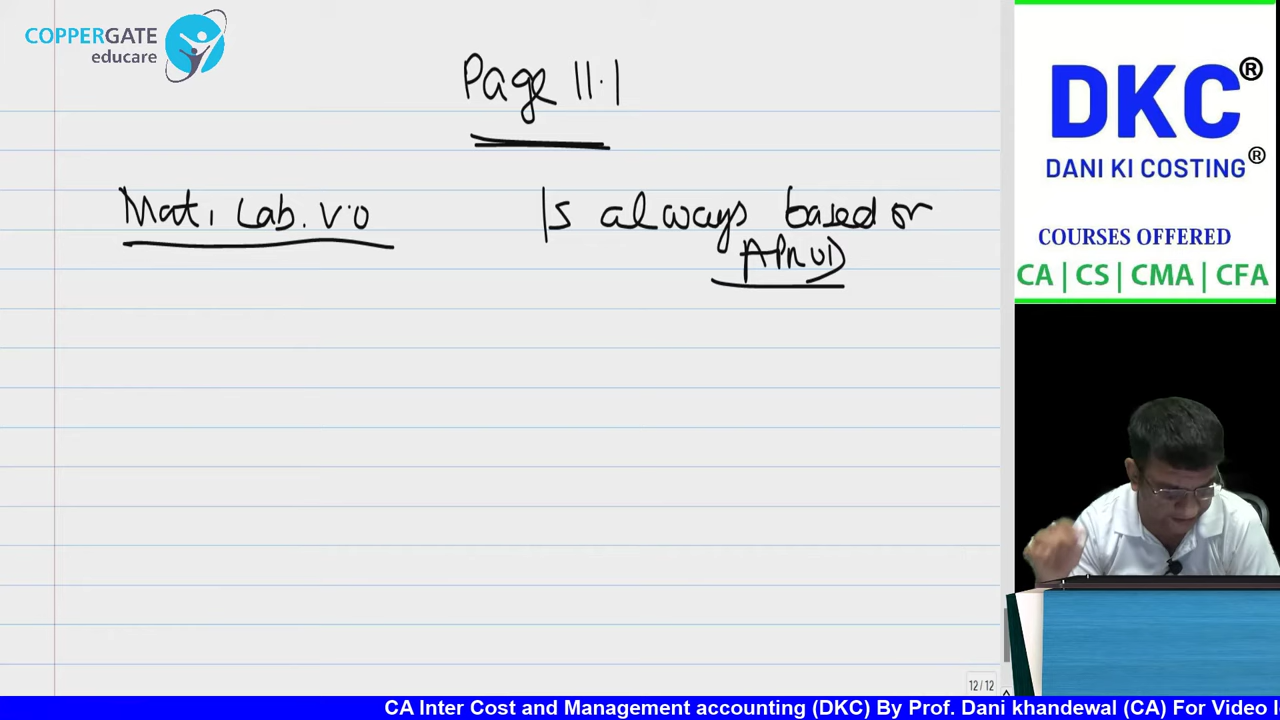 COPPERGATE
educare
Page 11.1
Mat, Lab. V.O Is always based on
APROD
DKC®
DANI KI COSTING®
COURSES OFFERED
CA | CS | CMA | CFA
12/12
CA Inter Cost and Management accounting (DKC) By Prof. Dani khandewal (CA) For Video l